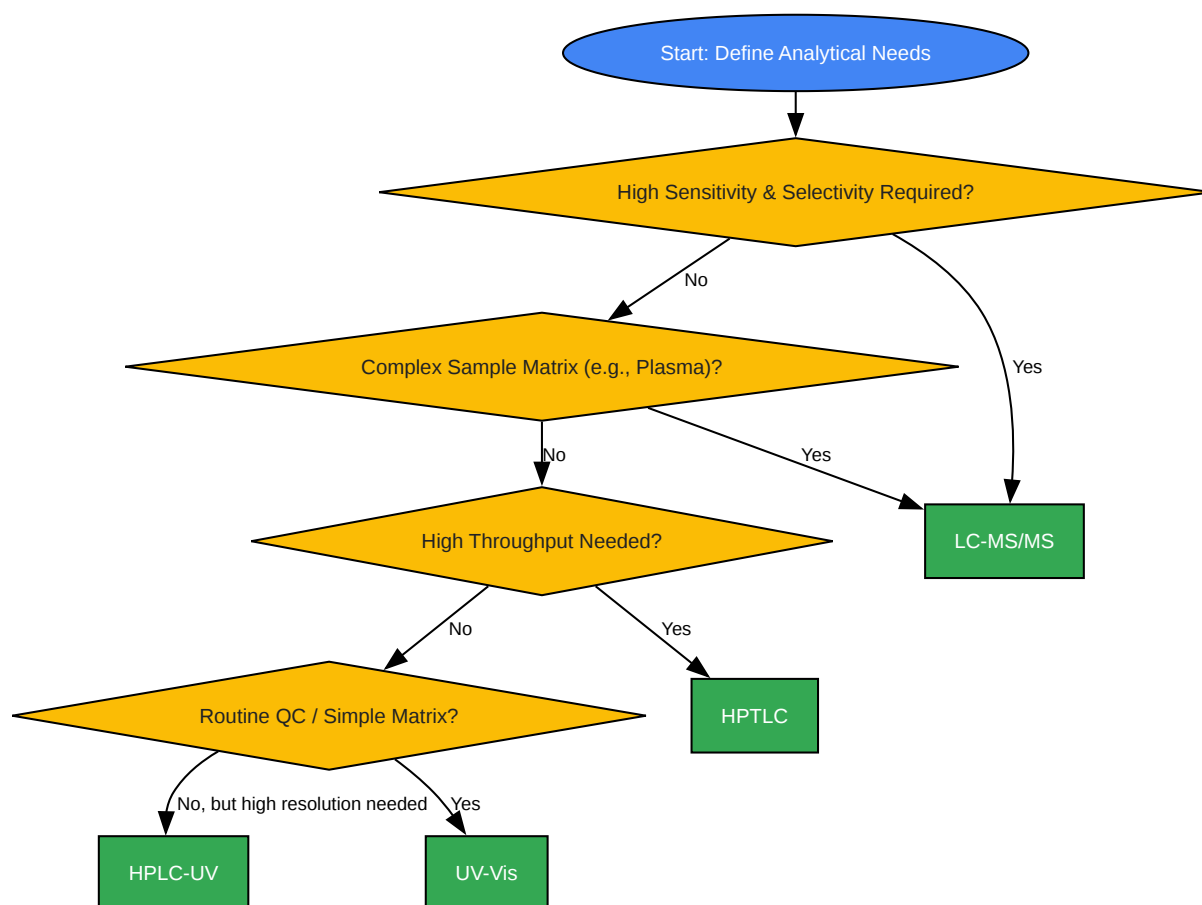 Start: Define Analytical Needs
High Sensitivity & Selectivity Required?
No
Yes
Complex Sample Matrix (e.g., Plasma)?
No
Yes
High Throughput Needed?
LC-MS/MS
No
Yes
Routine QC / Simple Matrix?
HPTLC
No, but high resolution needed
Yes
HPLC-UV
UV-Vis